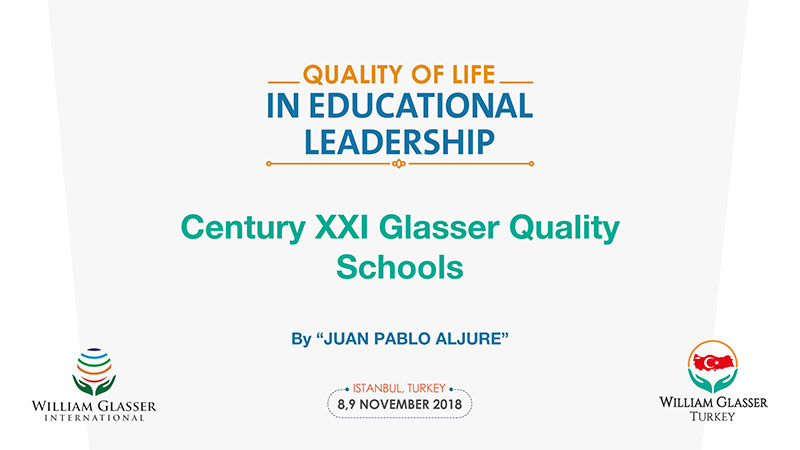 QUALITY OF LIFE
IN EDUCATIONAL
LEADERSHIP
Century XXI Glasser Quality
Schools
By “JUAN PABLO ALJURE”
ISTANBUL, TURKEY
8,9 NOVEMBER 2018
WILLIAM GLASSER
INTERNATIONAL
WILLIAM GLASSER
TURKEY